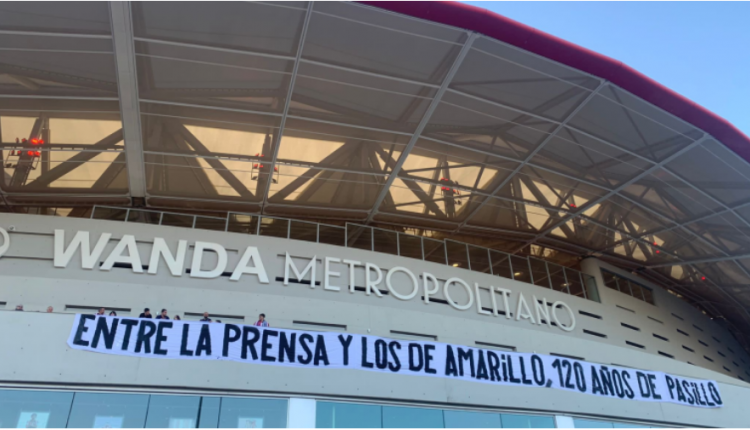 WANDA METROPOLITANO
ENTRE LA PRENSA Y LOS DE AMARiLLO, 120 AÑOS DE PASiLLO